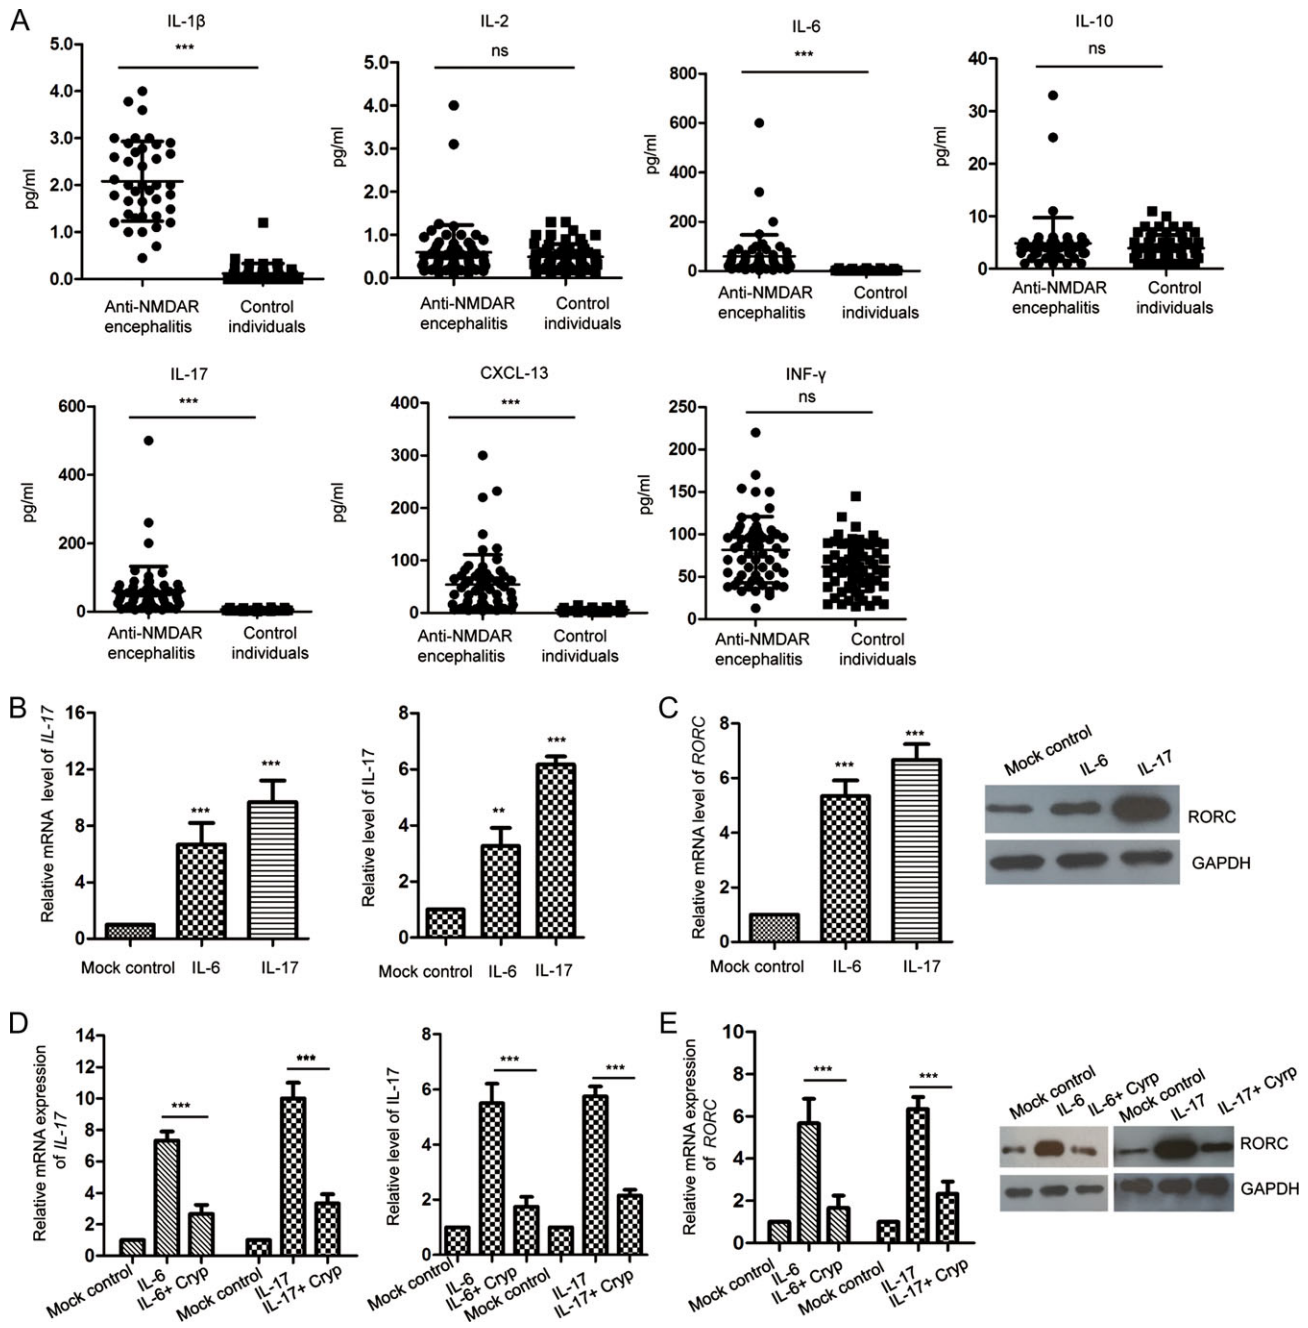 A
IL-1β
***
5.0
4.0
3.0
2.0
1.0
0.0
pg/ml
Anti-NMDAR
encephalitis
Control
individuals
IL-2
ns
5.0
4.0
3.0
2.0
1.0
0.0
pg/ml
Anti-NMDAR
encephalitis
Control
individuals
IL-6
***
800
600
400
200
0
pg/ml
Anti-NMDAR
encephalitis
Control
individuals
IL-10
ns
40
30
20
10
0
pg/ml
Anti-NMDAR
encephalitis
Control
individuals
IL-17
***
600
400
200
0
pg/ml
Anti-NMDAR
encephalitis
Control
individuals
CXCL-13
***
400
300
200
100
0
pg/ml
Anti-NMDAR
encephalitis
Control
individuals
INF-γ
ns
250
200
150
100
50
0
pg/ml
Anti-NMDAR
encephalitis
Control
individuals
B
Relative mRNA level of IL-17
16
12
8
4
0
***
***
Mock control
IL-6
IL-17
Relative level of IL-17
8
6
4
2
0
**
***
Mock control
IL-6
IL-17
C
Relative mRNA level of RORC
8
6
4
2
0
***
***
Mock control
IL-6
IL-17
Mock control
IL-6
IL-17
RORC
GAPDH
D
Relative mRNA expression
of IL-17
14
12
10
8
6
4
2
0
***
***
Mock control
IL-6
IL-6+ Cryp
Mock control
IL-17
IL-17+ Cryp
Relative level of IL-17
8
6
4
2
0
***
***
Mock control
IL-6
IL-6+ Cryp
Mock control
IL-17
IL-17+ Cryp
E
Relative mRNA expression
of RORC
10
8
6
4
2
0
***
***
Mock control
IL-6
IL-6+ Cryp
Mock control
IL-17
IL-17+ Cryp
Mock control
IL-6
IL-6+ Cyrp
Mock control
IL-17
IL-17+ Cyrp
RORC
GAPDH